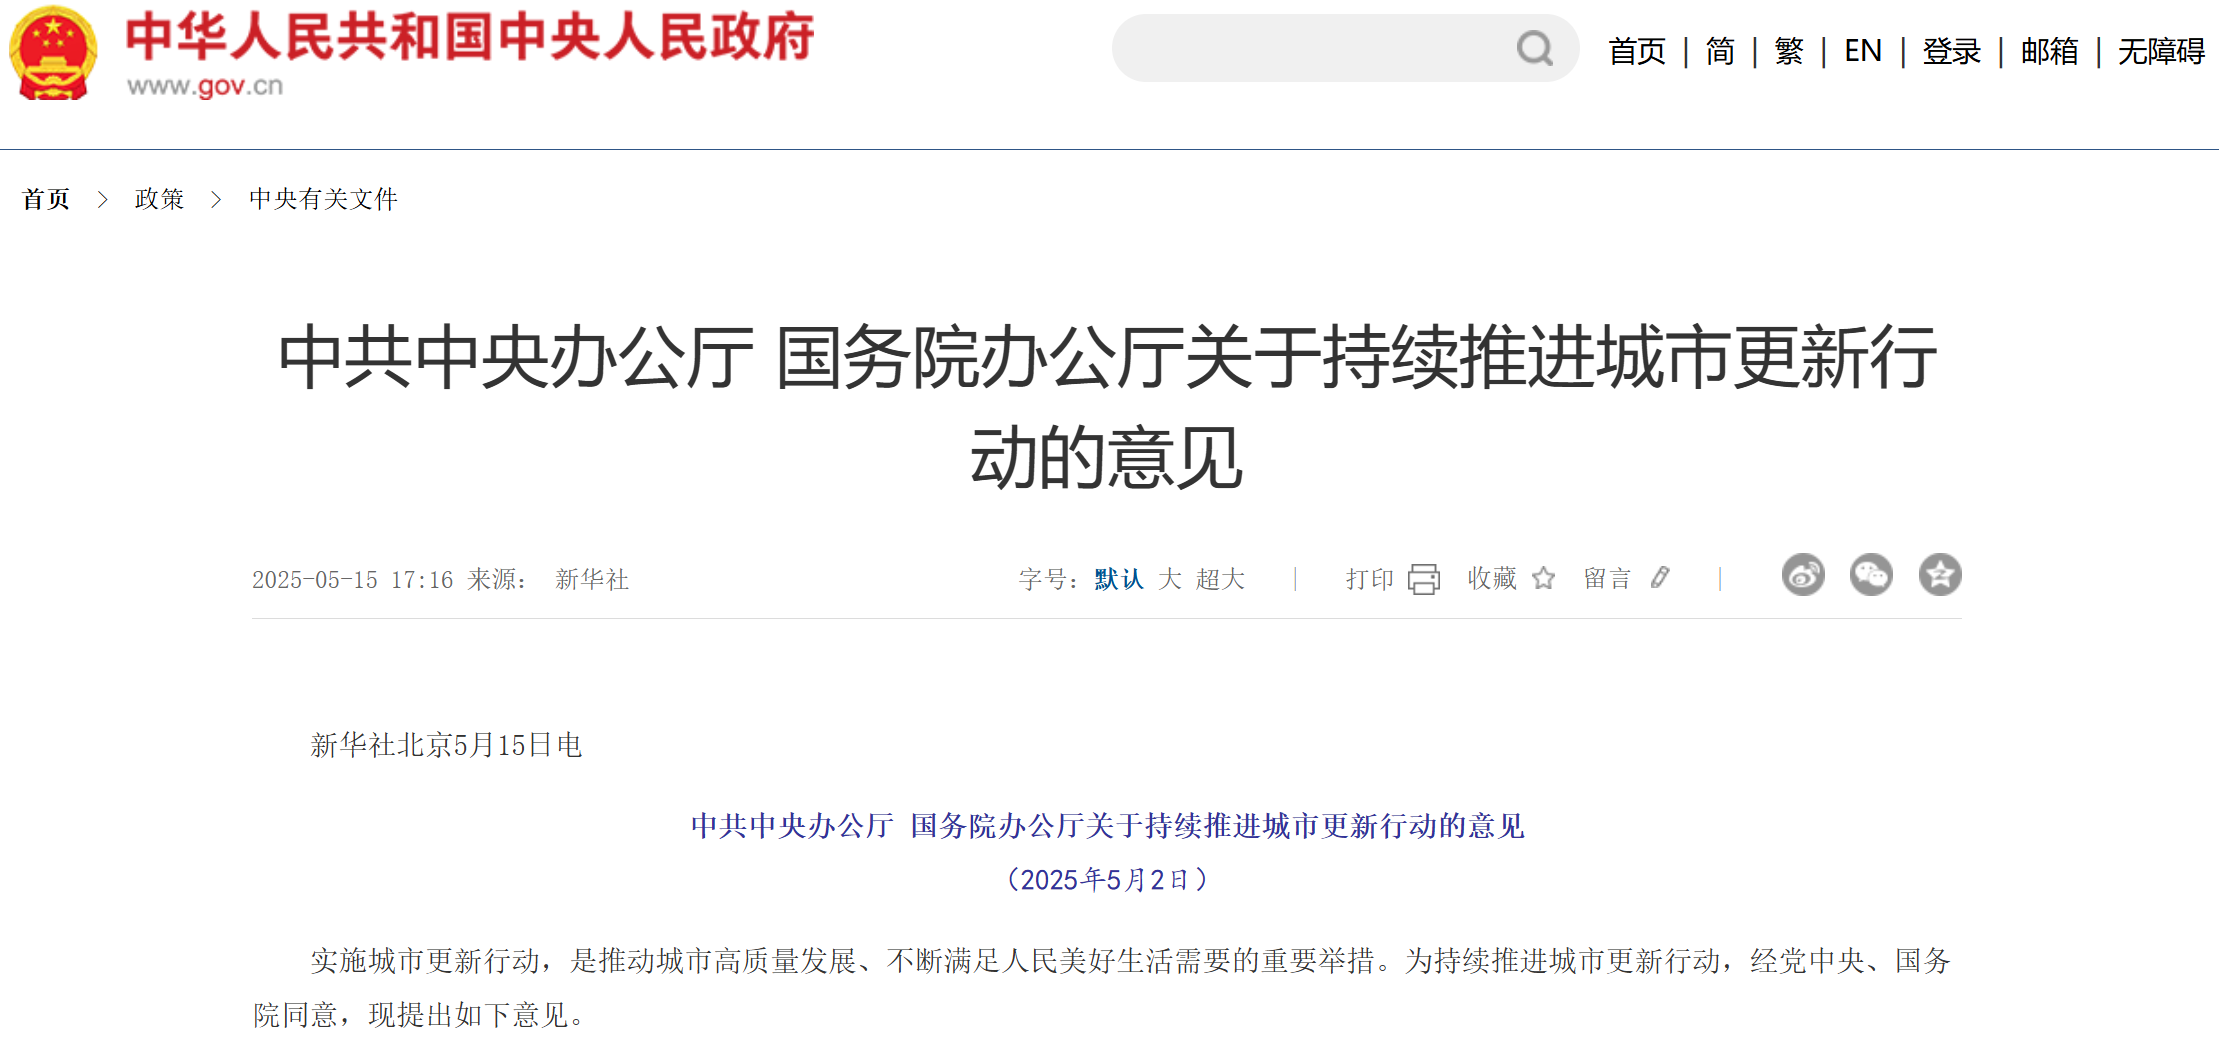 中华人民共和国中央人民政府
www.gov.cn
首页 | 简 | 繁 | EN | 登录 | 邮箱 | 无障碍
首页 > 政策 > 中央有关文件
中共中央办公厅 国务院办公厅关于持续推进城市更新行
动的意见
2025-05-15 17:16 来源： 新华社
字号：默认 大 超大 | 打印 收藏 留言 |
新华社北京5月15日电
中共中央办公厅 国务院办公厅关于持续推进城市更新行动的意见
（2025年5月2日）
实施城市更新行动，是推动城市高质量发展、不断满足人民美好生活需要的重要举措。为持续推进城市更新行动，经党中央、国务
院同意，现提出如下意见。